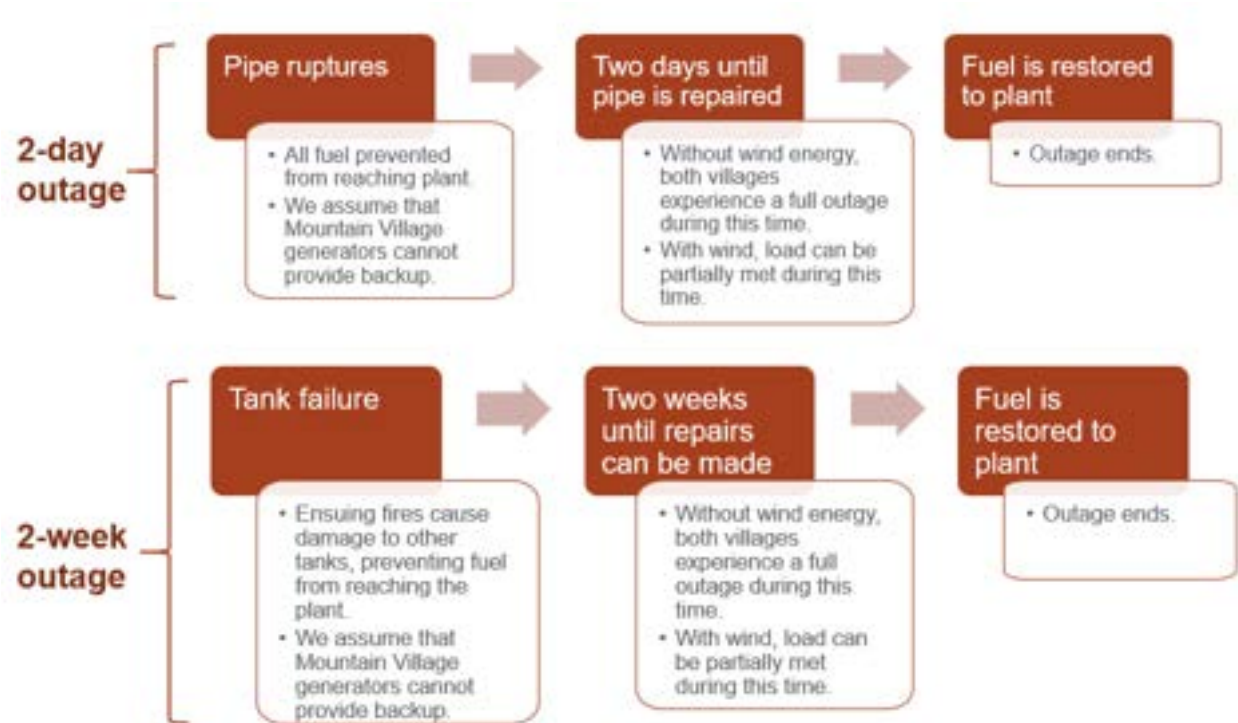 2-day
outage
Pipe ruptures
• All fuel prevented
from reaching plant.
• We assume that
Mountain Village
generators cannot
provide backup.
Two days until
pipe is repaired
• Without wind energy,
both villages
experience a full outage
during this time.
• With wind, load can be
partially met during this
time.
Fuel is restored
to plant
• Outage ends.
2-week
outage
Tank failure
• Ensuing fires cause
damage to other
tanks, preventing fuel
from reaching the
plant.
• We assume that
Mountain Village
generators cannot
provide backup.
Two weeks
until repairs
can be made
• Without wind energy,
both villages
experience a full
outage during this
time.
• With wind, load can
be partially met
during this time.
Fuel is
restored to
plant
• Outage ends.